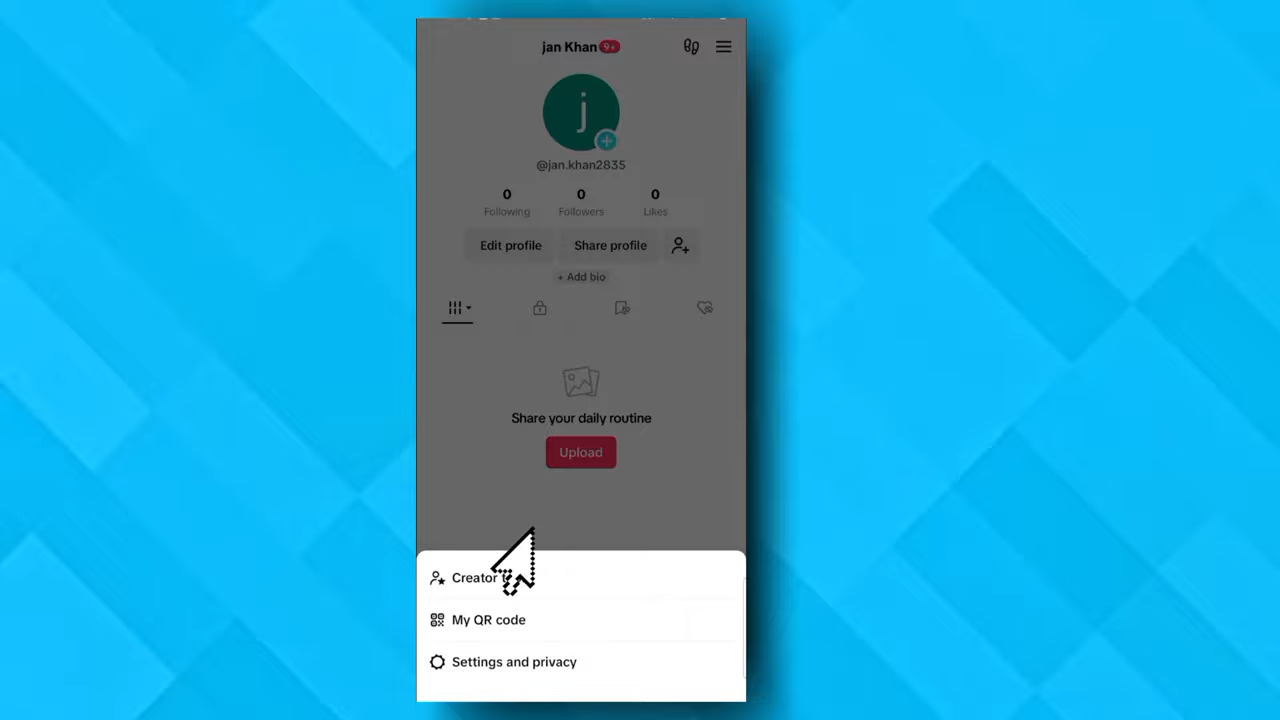 jan Khan 9+
j
@jan.khan2835
0 0 0
Following Followers Likes
Edit profile Share profile
+ Add bio
Share your daily routine
Upload
Creator
My QR code
Settings and privacy